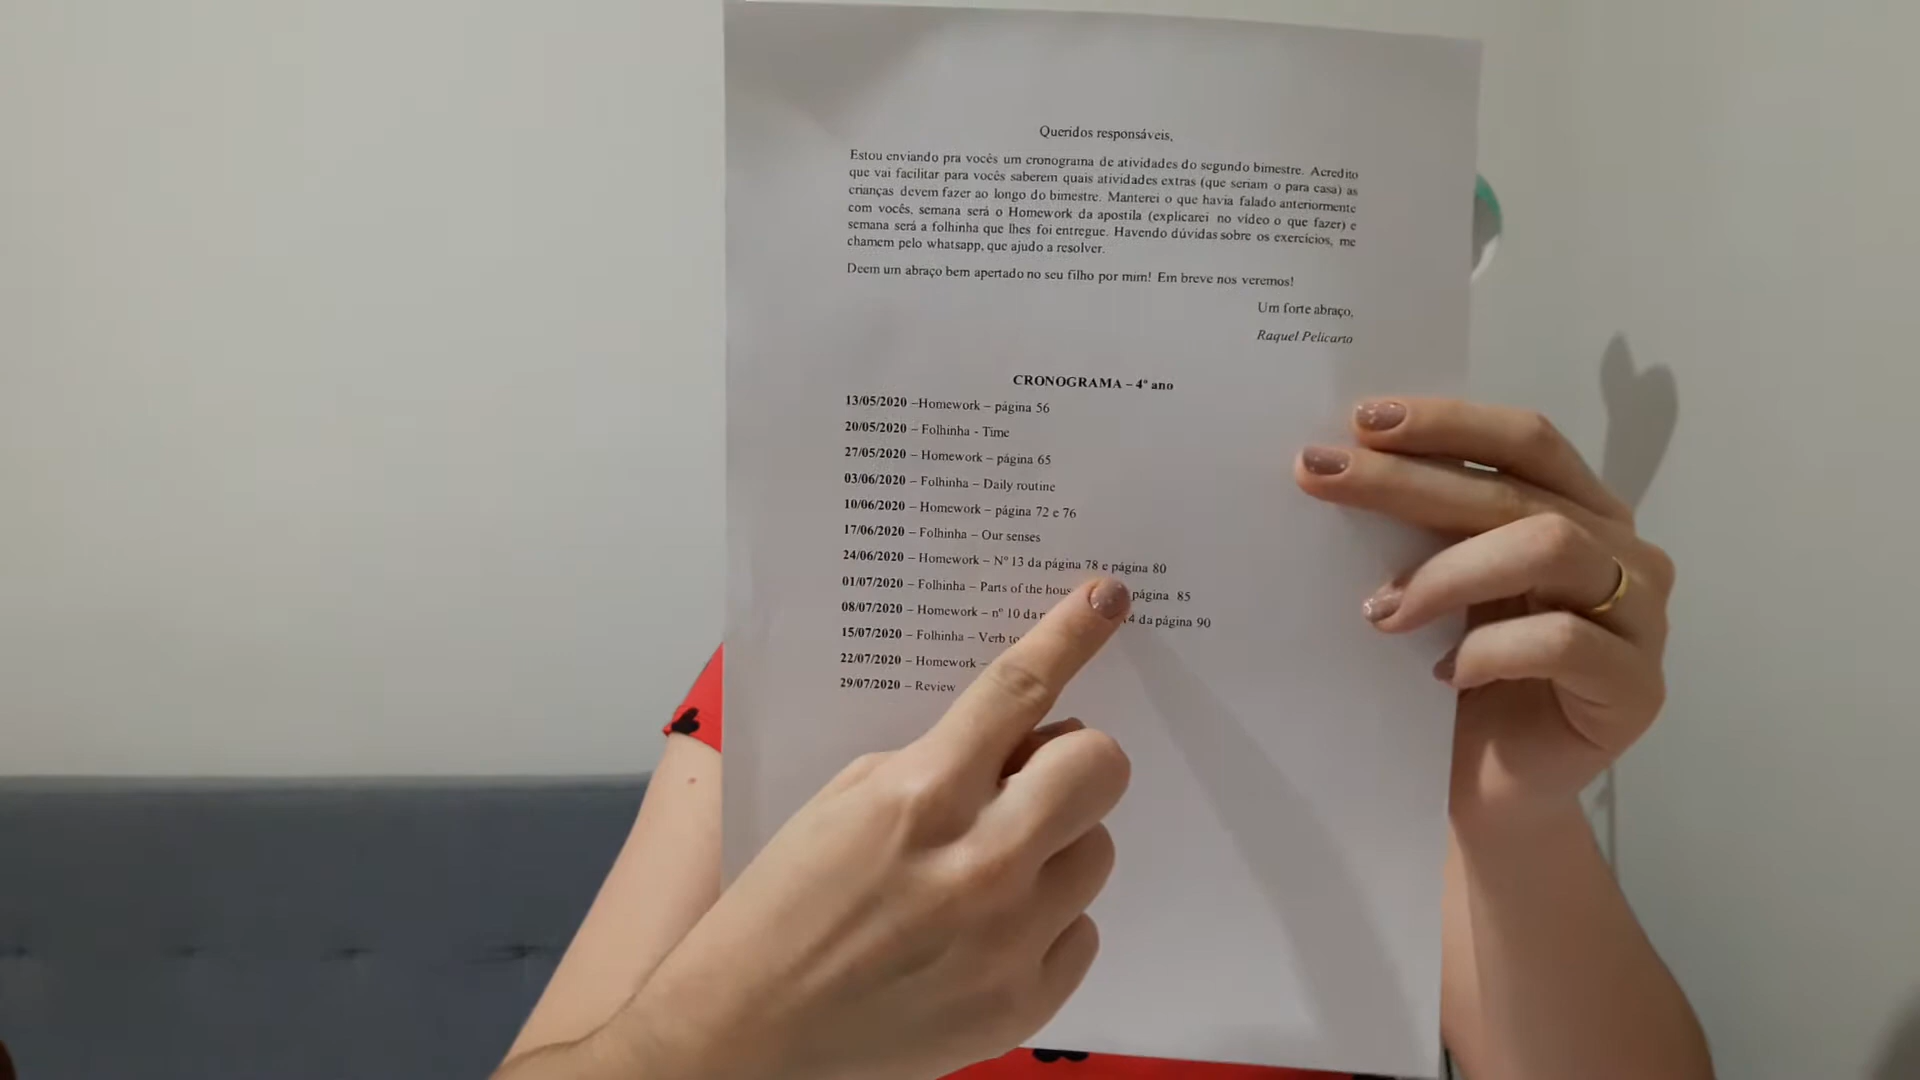 Queridos responsáveis,
Estou enviando pra vocês um cronograma de atividades do segundo bimestre. Acredito
que vai facilitar para vocês saberem quais atividades extras (que seriam o para casa) as
crianças devem fazer ao longo do bimestre. Manterei o que havia falado anteriormente
com vocês, semana será o Homework da apostila (explicarei no vídeo o que fazer) e
semana será a folhinha que lhes foi entregue. Havendo dúvidas sobre os exercícios, me
chamem pelo whatsapp, que ajudo a resolver.
Deem um abraço bem apertado no seu filho por mim! Em breve nos veremos!
Um forte abraço,
Raquel Pelicarto
CRONOGRAMA – 4º ano
13/05/2020 –Homework – página 56
20/05/2020 – Folhinha - Time
27/05/2020 – Homework – página 65
03/06/2020 – Folhinha – Daily routine
10/06/2020 – Homework – página 72 e 76
17/06/2020 – Folhinha – Our senses
24/06/2020 – Homework – Nº 13 da página 78 e página 80
01/07/2020 – Folhinha – Parts of the página 85
08/07/2020 – Homework – nº 10 da 4 da página 90
15/07/2020 – Folhinha – Verb to
22/07/2020 – Homework –
29/07/2020 – Review